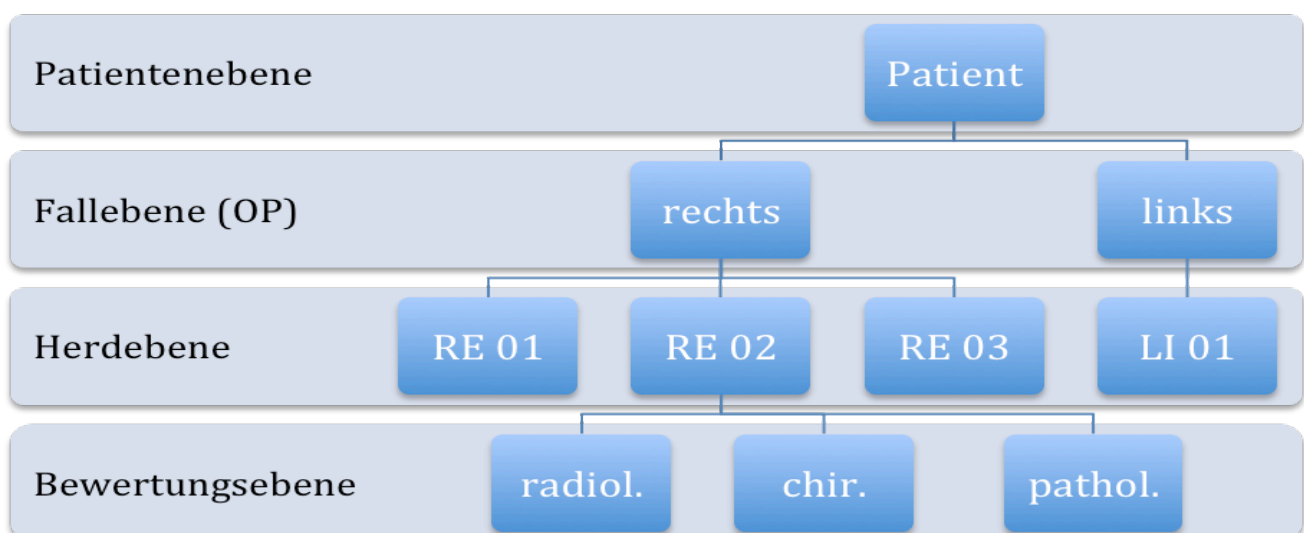 Patientenebene
Patient
Fallebene (OP)
rechts
links
Herdebene
RE 01
RE 02
RE 03
LI 01
Bewertungsebene
radiol.
chir.
pathol.